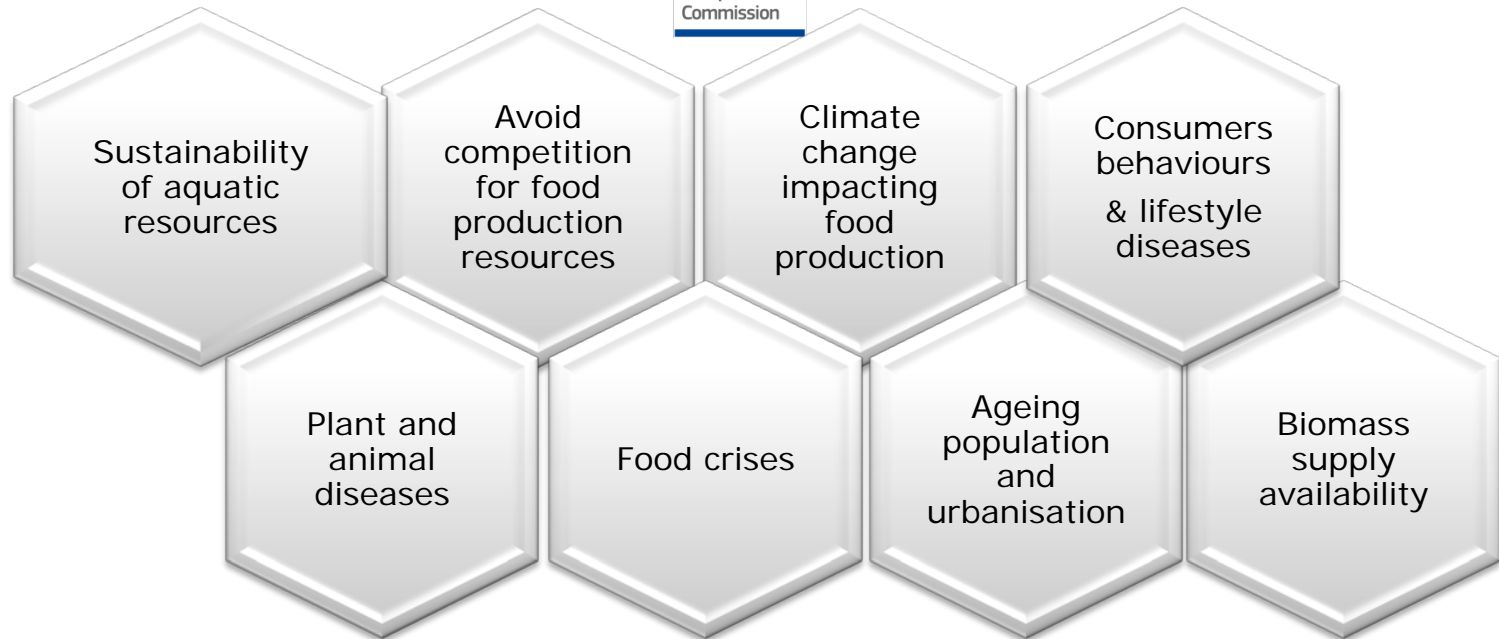 Commission
Sustainability
of aquatic
resources
Avoid
competition
for food
production
resources
Climate
change
impacting
food
production
Consumers
behaviours
& lifestyle
diseases
Plant and
animal
diseases
Food crises
Ageing
population
and
urbanisation
Biomass
supply
availability